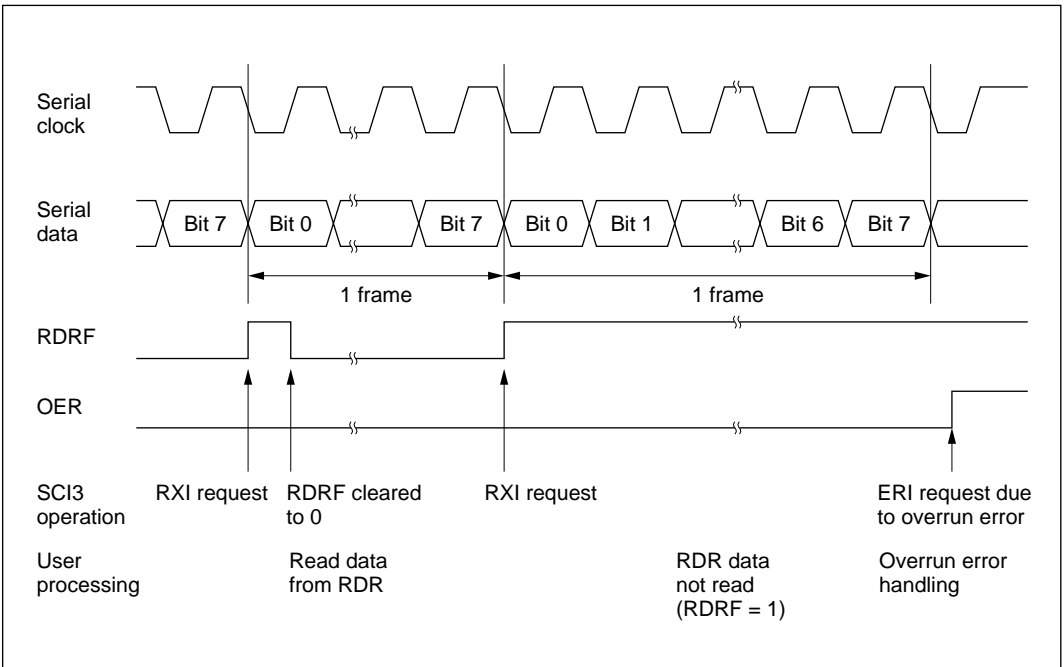 Serial
clock
Serial
data
Bit 7 Bit 0 Bit 7 Bit 0 Bit 1 Bit 6 Bit 7
1 frame 1 frame
RDRF
OER
SCI3
operation
RXI request
RDRF cleared
to 0
RXI request
ERI request due
to overrun error
User
processing
Read data
from RDR
RDR data
not read
(RDRF = 1)
Overrun error
handling